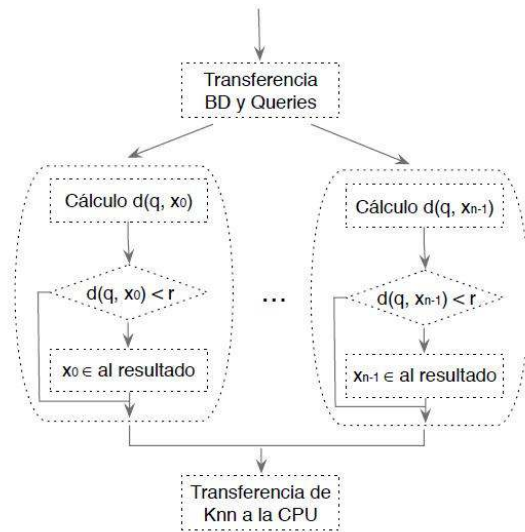 Transferencia
BD y Queries
Cálculo d(q, x0)
d(q, x0) < r
x0 ∈ al resultado
...
Cálculo d(q, xn-1)
d(q, xn-1) < r
xn-1 ∈ al resultado
Transferencia de
Knn a la CPU